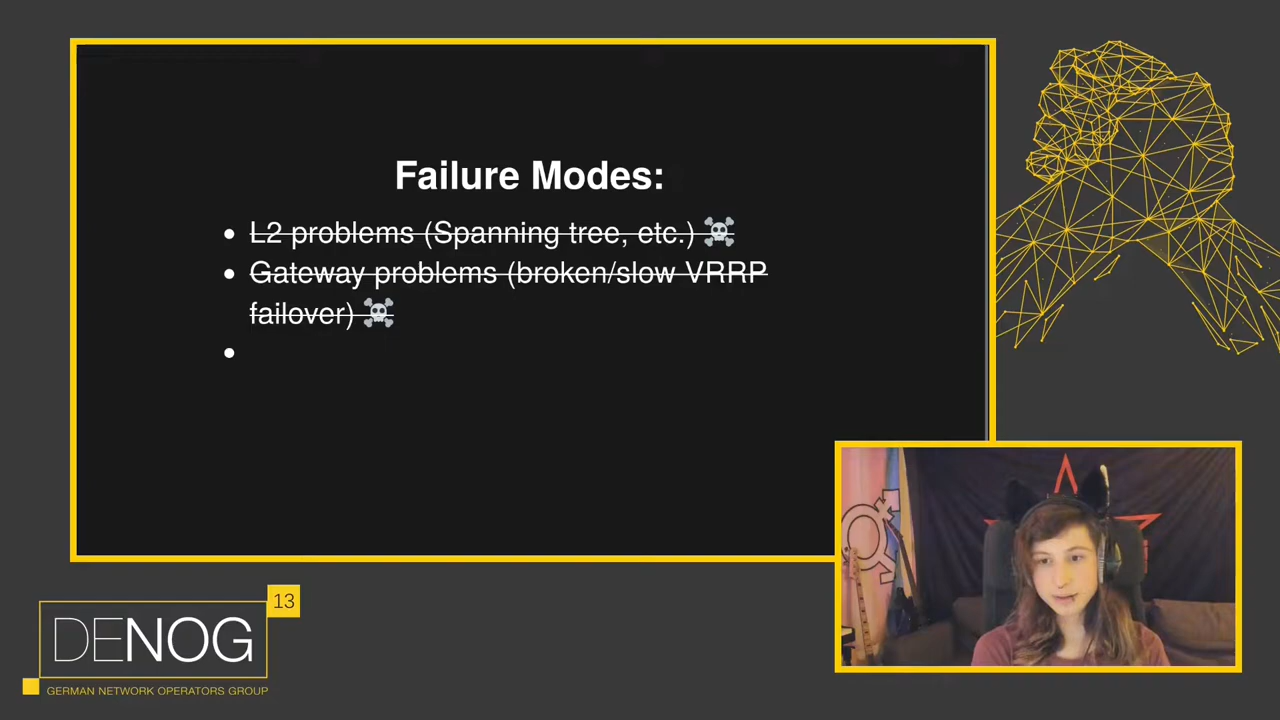 Failure Modes:
• L2 problems (Spanning tree, etc.) ☠
• Gateway problems (broken/slow VRRP
failover) ☠
•
13
DENOG
GERMAN NETWORK OPERATORS GROUP